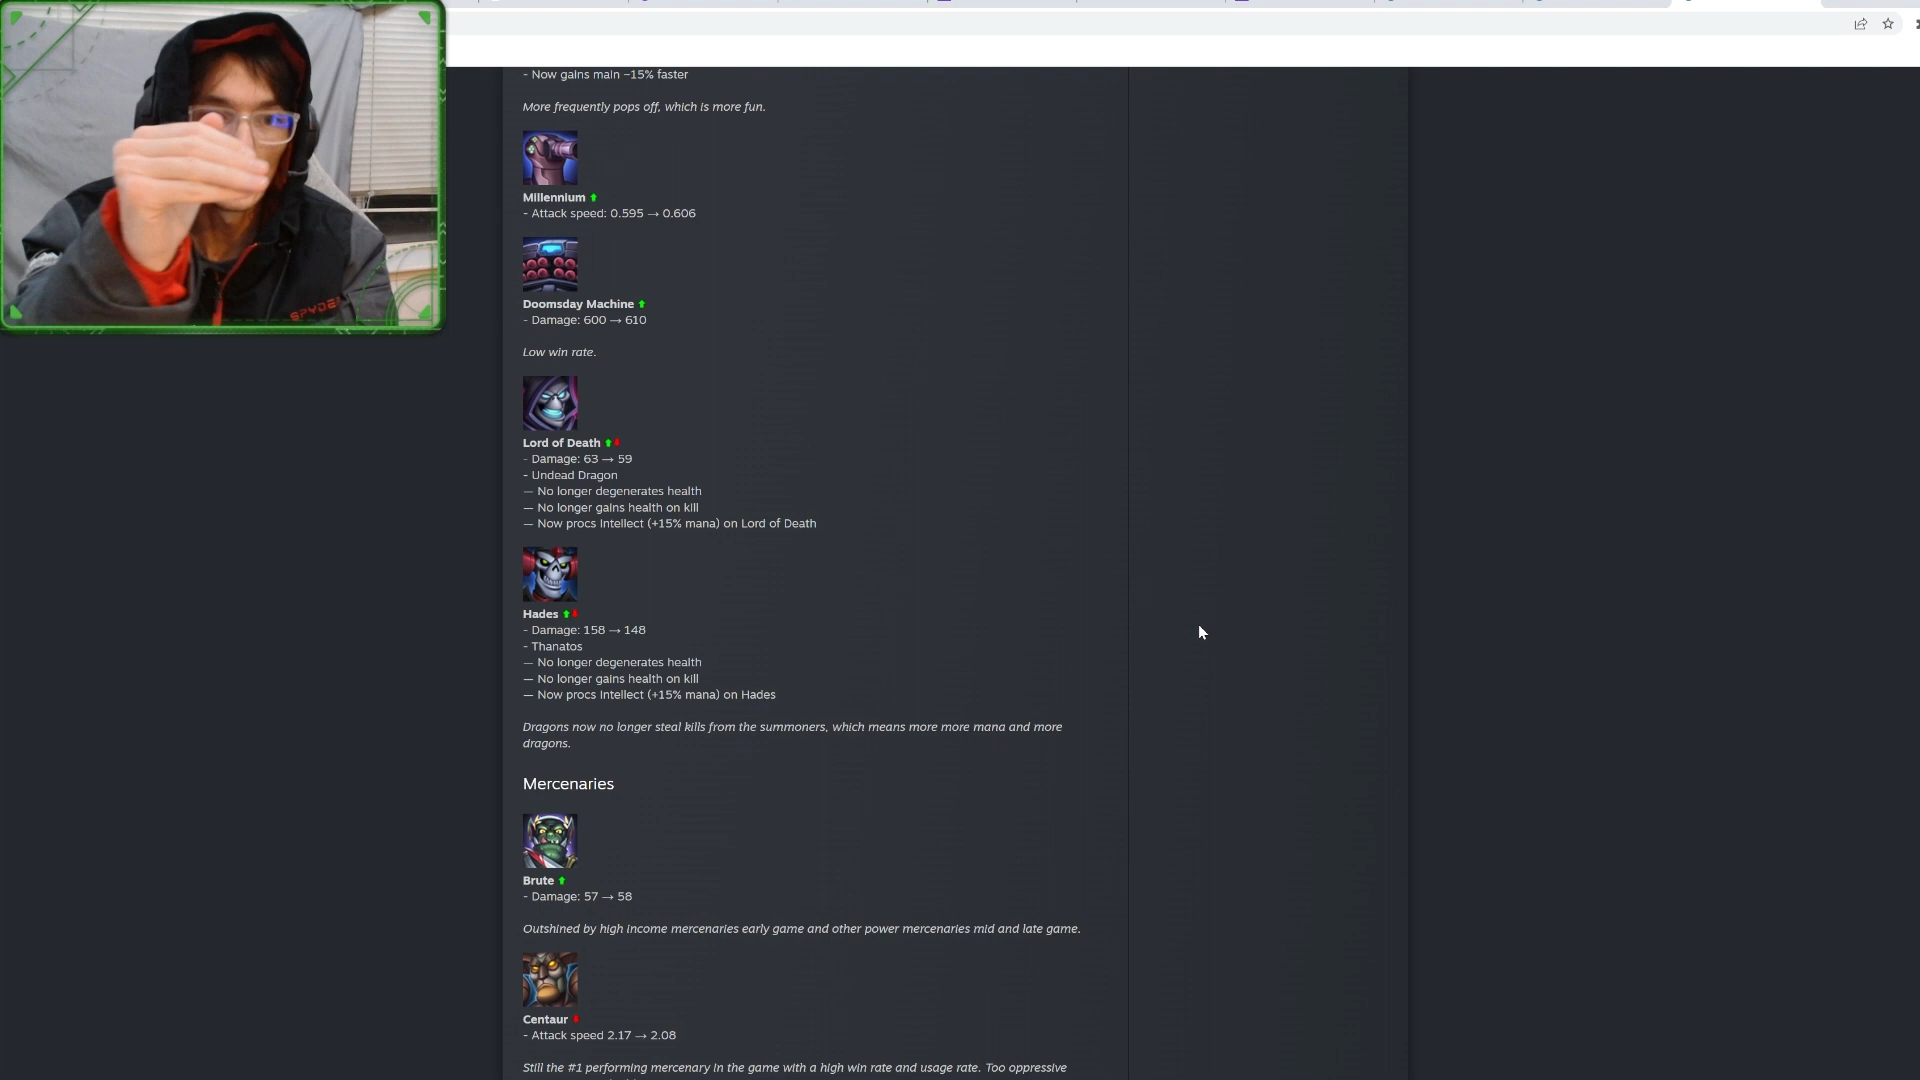 - Now gains main ~15% faster
More frequently pops off, which is more fun.
Millennium
- Attack speed: 0.595 → 0.606
Doomsday Machine
- Damage: 600 → 610
Low win rate.
Lord of Death
- Damage: 63 → 59
- Undead Dragon
— No longer degenerates health
— No longer gains health on kill
— Now procs Intellect (+15% mana) on Lord of Death
Hades
- Damage: 158 → 148
- Thanatos
— No longer degenerates health
— No longer gains health on kill
— Now procs Intellect (+15% mana) on Hades
Dragons now no longer steal kills from the summoners, which means more more mana and more
dragons.
Mercenaries
Brute
- Damage: 57 → 58
Outshined by high income mercenaries early game and other power mercenaries mid and late game.
Centaur
- Attack speed 2.17 → 2.08
Still the #1 performing mercenary in the game with a high win rate and usage rate. Too oppressive
SPYDER